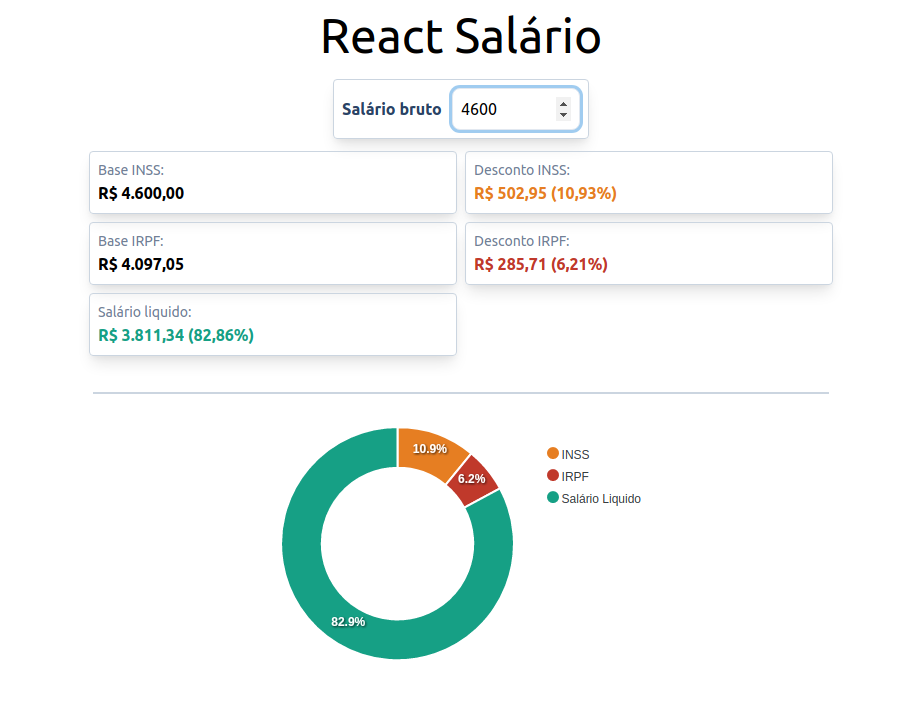 React Salário
Salário bruto 4600
Base INSS:
R$ 4.600,00
Desconto INSS:
R$ 502,95 (10,93%)
Base IRPF:
R$ 4.097,05
Desconto IRPF:
R$ 285,71 (6,21%)
Salário liquido:
R$ 3.811,34 (82,86%)
10.9%
6.2%
82.9%
INSS
IRPF
Salário Liquido